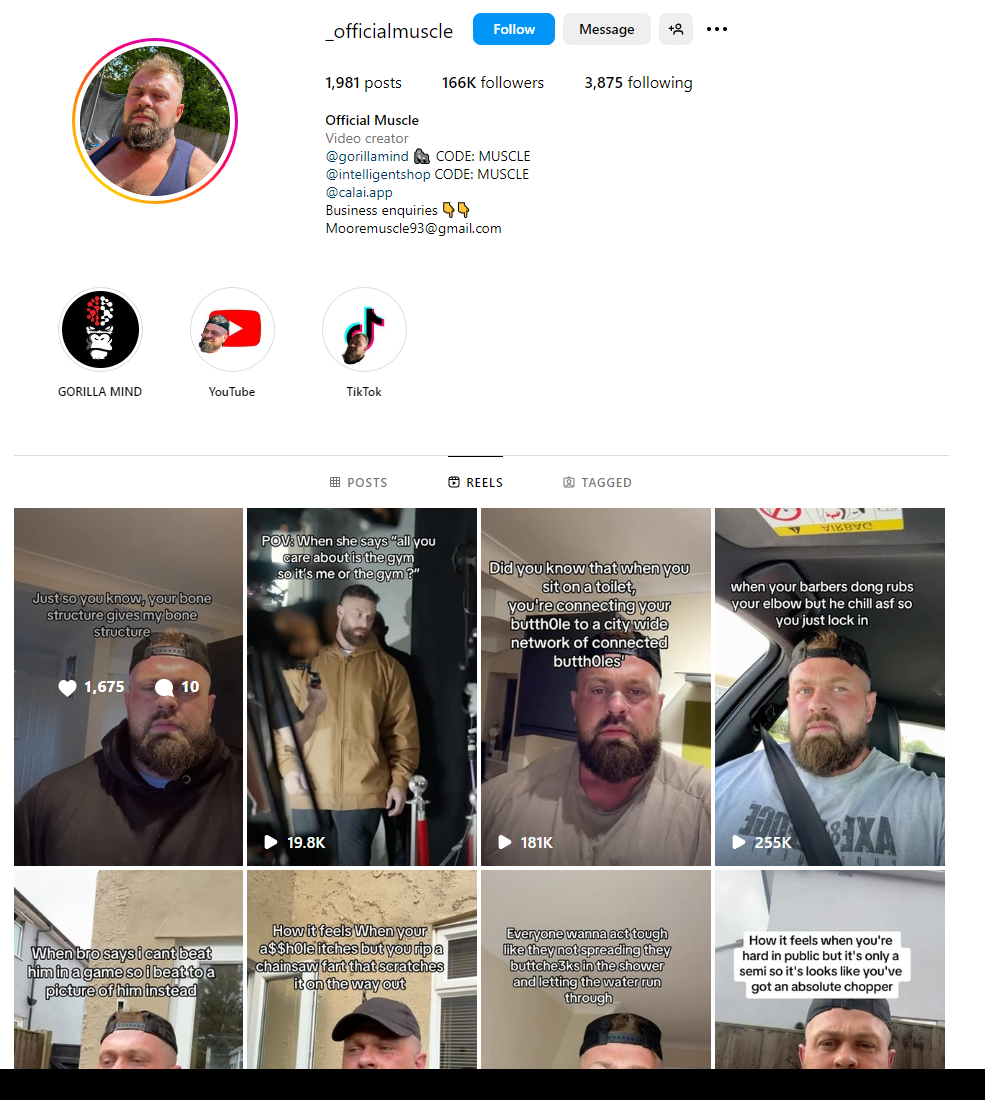 _officialmuscle
Follow
Message
1,981 posts
166K followers
3,875 following
Official Muscle
Video creator
@gorillamind 🦍 CODE: MUSCLE
@intelligentshop CODE: MUSCLE
@calai.app
Business enquiries 👇👇
Mooremuscle93@gmail.com
GORILLA MIND
YouTube
TikTok
POSTS
REELS
TAGGED
Just so you know, your bone
structure gives my bone
structure
1,675
10
POV: When she says “all you
care about is the gym
so it’s me or the gym ?”
19.8K
Did you know that when you
sit on a toilet,
you're connecting your
butth0le to a city wide
network of connected
butth0les'
181K
AIRBAG
when your barbers dong rubs
your elbow but he chill asf so
you just lock in
255K
When bro says i cant beat
him in a game so i beat to a
picture of him instead
How it feels When your
a$$h0le itches but you rip a
chainsaw fart that scratches
it on the way out
Everyone wanna act tough
like they not spreading they
buttche3ks in the shower
and letting the water run
through
How it feels when you're
hard in public but it's only a
semi so it's looks like you've
got an absolute chopper